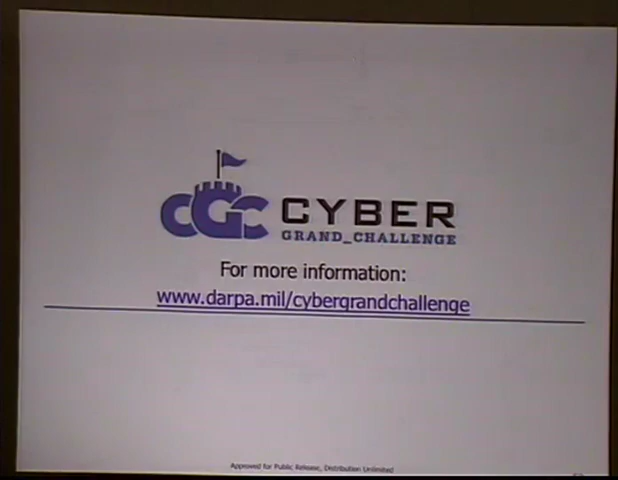 CGC CYBER
GRAND_CHALLENGE
For more information:
www.darpa.mil/cybergrandchallenge
Approved for Public Release, Distribution Unlimited